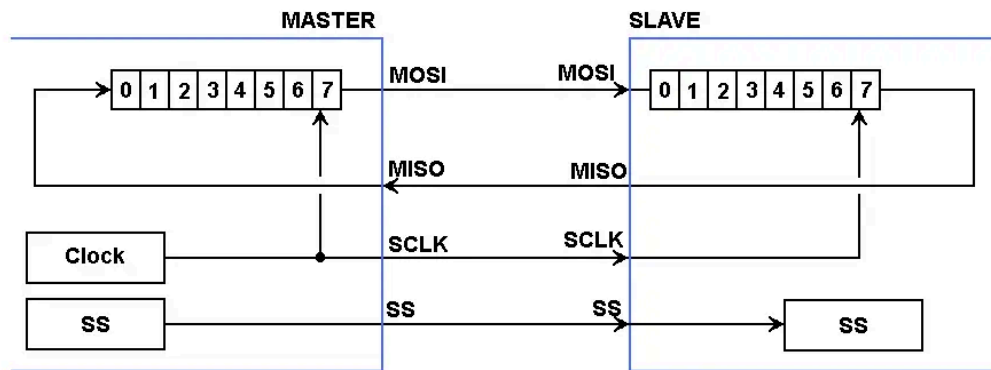 MASTER SLAVE
0 1 2 3 4 5 6 7 MOSI MOSI 0 1 2 3 4 5 6 7
MISO MISO
Clock SCLK SCLK
SS SS SS SS